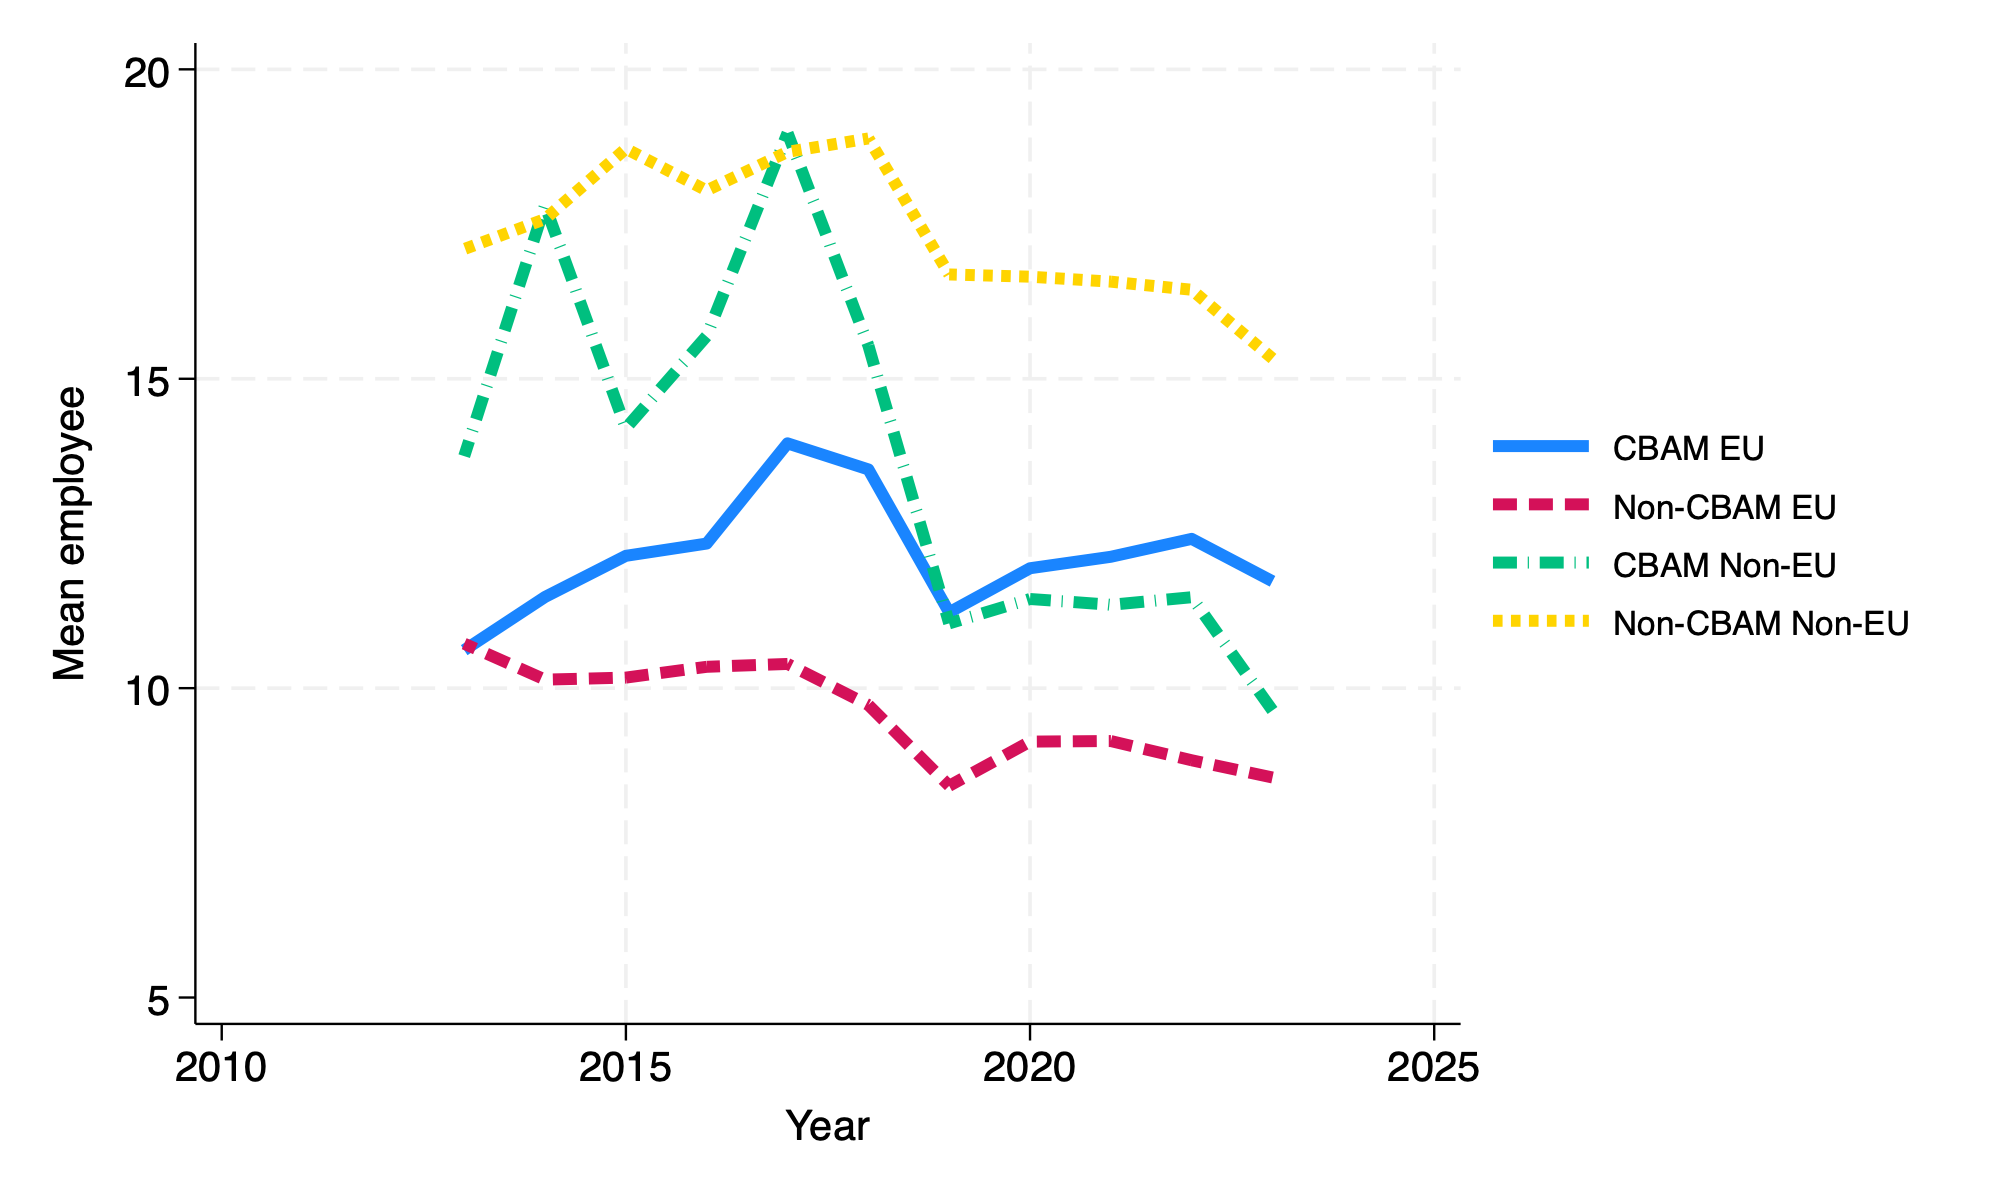 20
15
10
5
Mean employee
2010 2015 2020 2025
Year
CBAM EU
Non-CBAM EU
CBAM Non-EU
Non-CBAM Non-EU